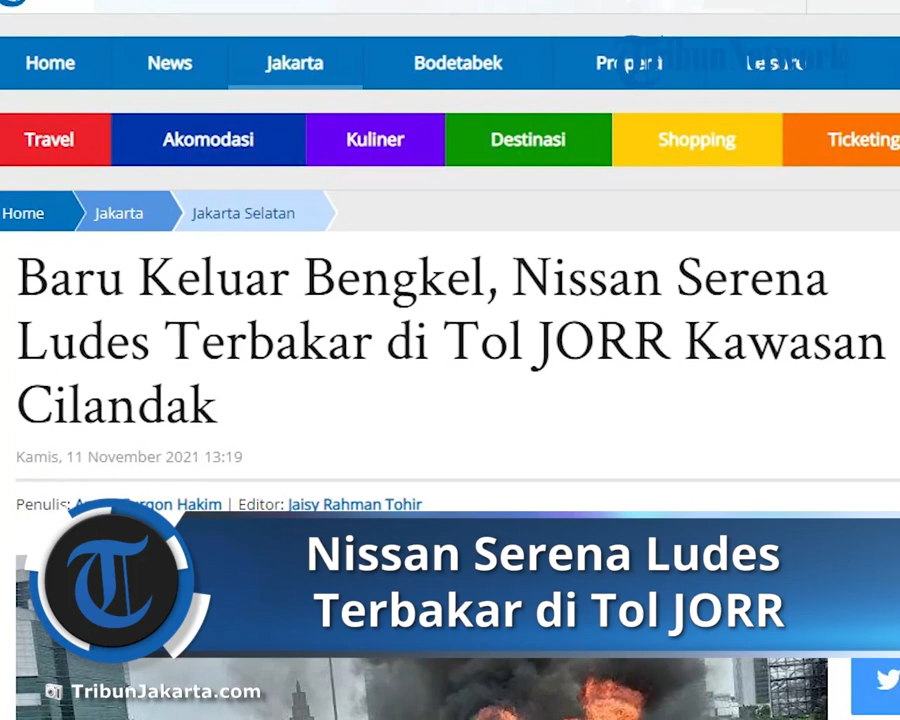 Home News Jakarta Bodetabek
Travel Akomodasi Kuliner Destinasi Shopping Ticketing
Home Jakarta Jakarta Selatan
Baru Keluar Bengkel, Nissan Serena
Ludes Terbakar di Tol JORR Kawasan
Cilandak
Kamis, 11 November 2021 13:19
Penulis: Hakim | Editor: Jaisy Rahman Tohir
Nissan Serena Ludes
Terbakar di Tol JORR
TribunJakarta.com